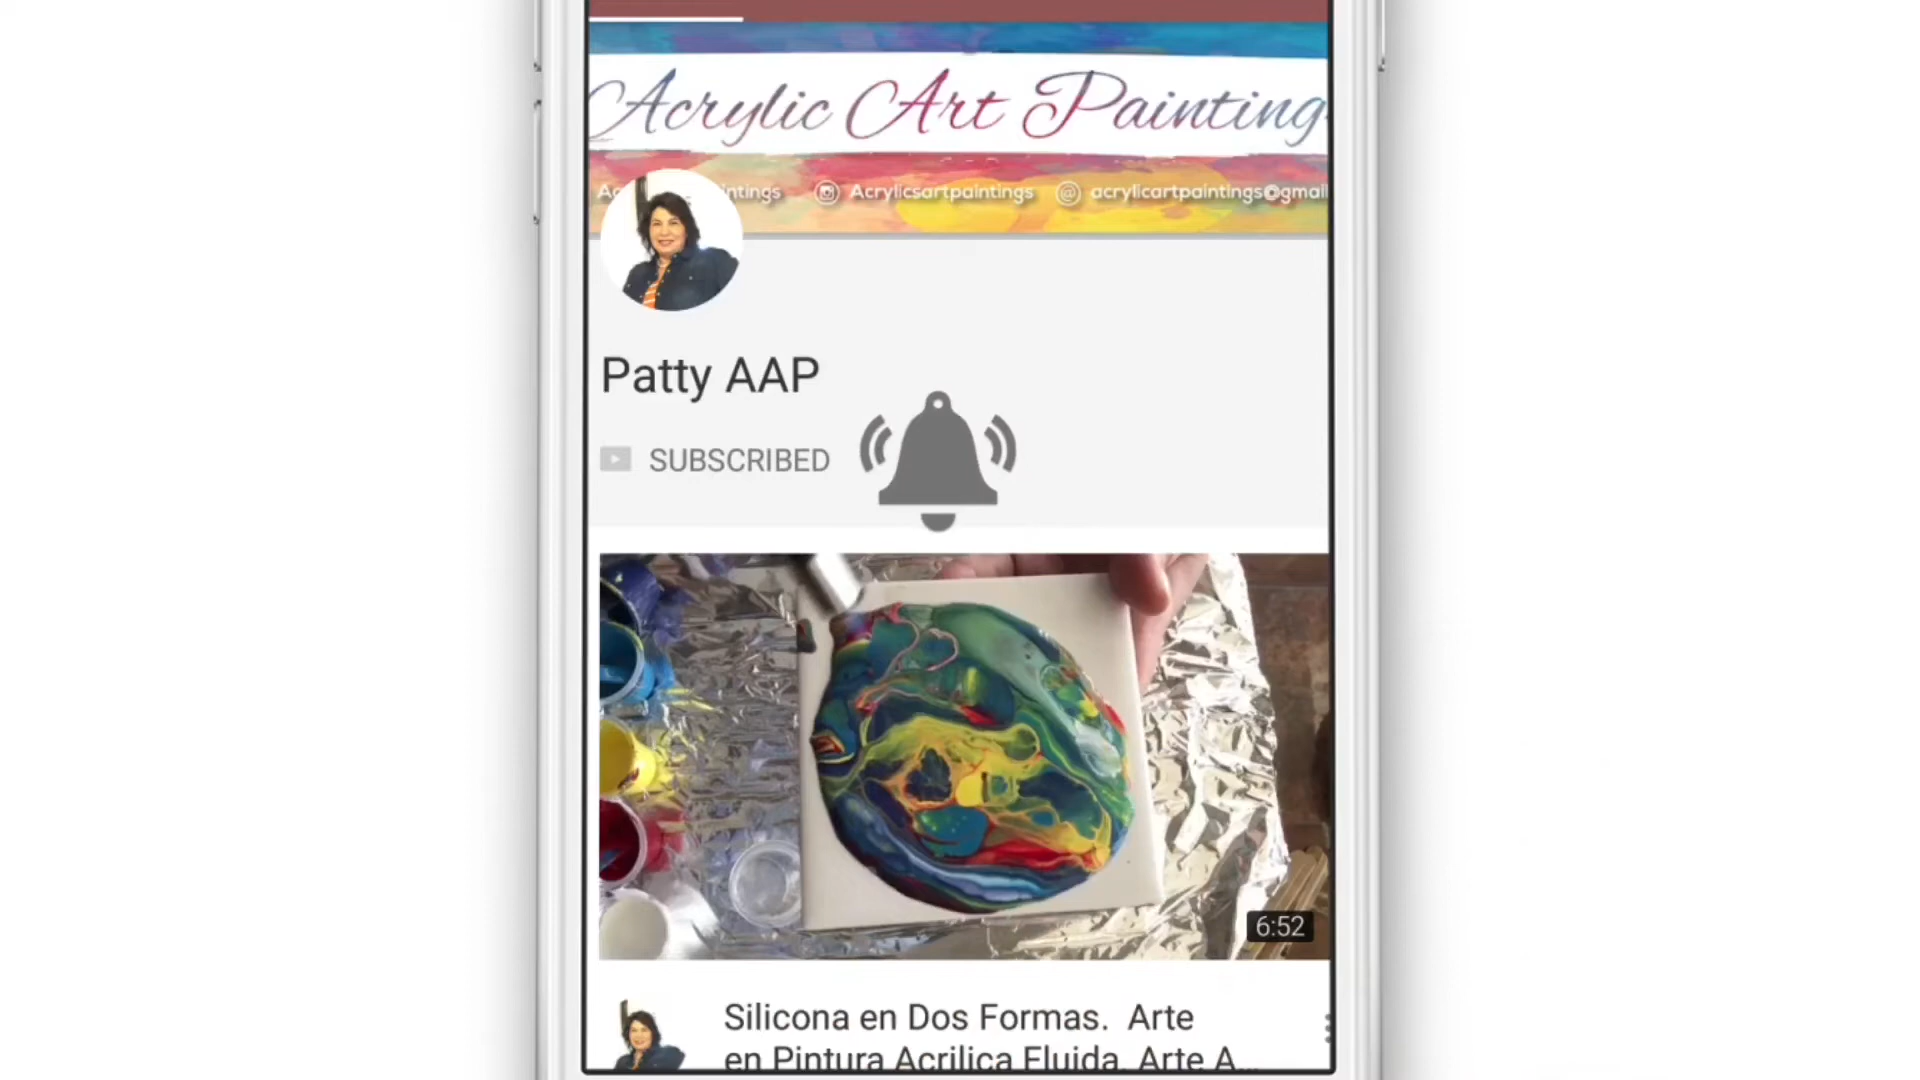 Acrylic Art Painting
intings Acrylicsartpaintings acrylicartpaintings@gmail
Patty AAP
SUBSCRIBED
6:52
Silicona en Dos Formas. Arte
en Pintura Acrilica Fluida. Arte A...